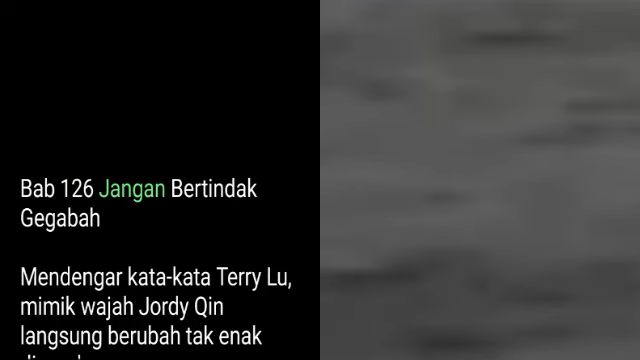 Bab 126 Jangan Bertindak
Gegabah
Mendengar kata-kata Terry Lu,
mimik wajah Jordy Qin
langsung berubah tak enak